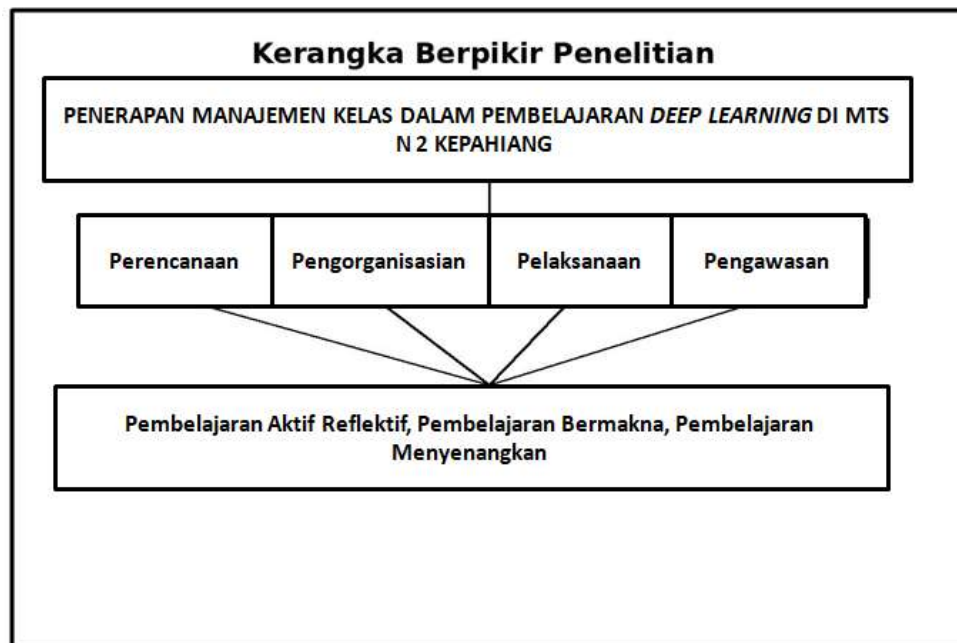 Kerangka Berpikir Penelitian
PENERAPAN MANAJEMEN KELAS DALAM PEMBELAJARAN DEEP LEARNING DI MTS
N 2 KEPAHIANG
Perencanaan
Pengorganisasian
Pelaksanaan
Pengawasan
Pembelajaran Aktif Reflektif, Pembelajaran Bermakna, Pembelajaran
Menyenangkan